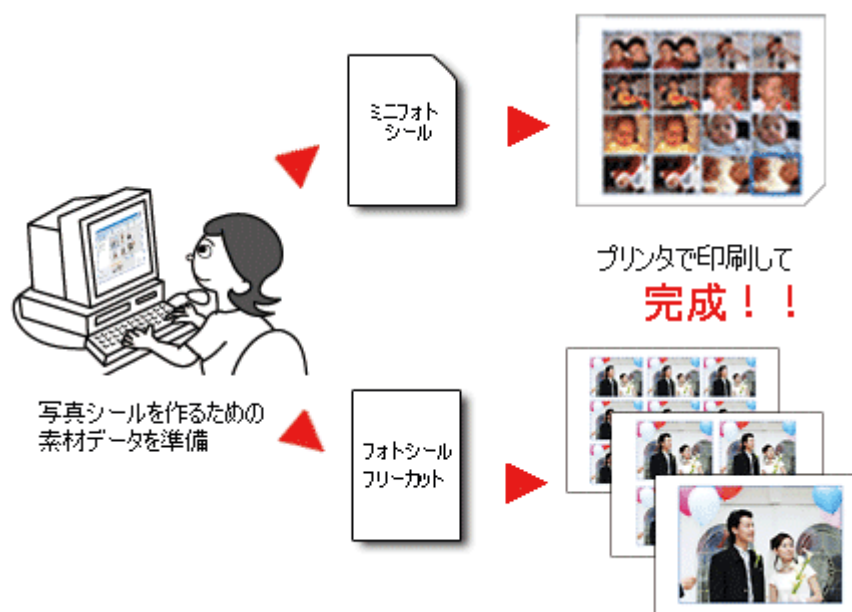 ミニフォト
シール
プリンタで印刷して
完成！！
写真シールを作るための
素材データを準備
フォトシール
フリーカット